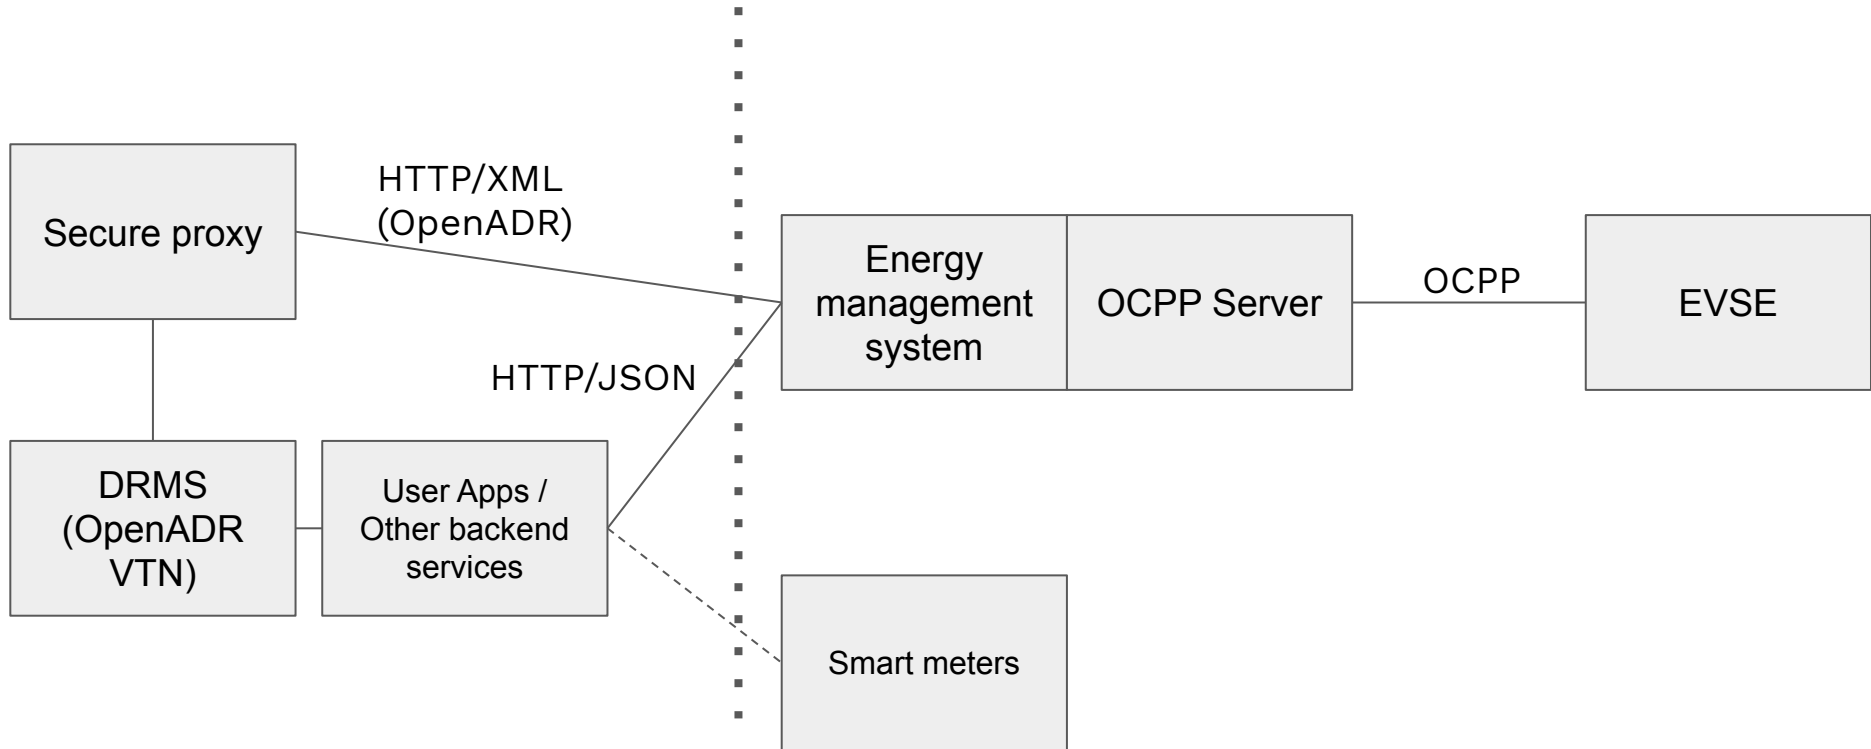 HTTP/XML
(OpenADR)
Secure proxy
Energy
management
system
OCPP Server
OCPP
EVSE
HTTP/JSON
DRMS
(OpenADR
VTN)
User Apps /
Other backend
services
Smart meters